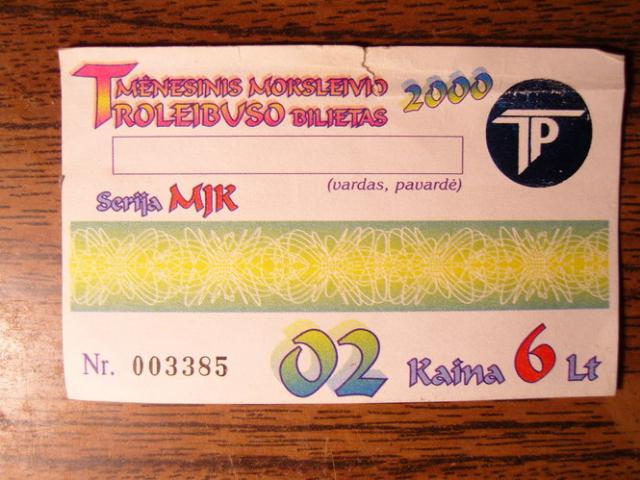 MĖNESINIS MOKSLEIVIO 2000
TROLEIBUSO BILIETAS
TP
(vardas, pavardė)
Serija MJK
Nr. 003385 02 Kaina 6 Lt